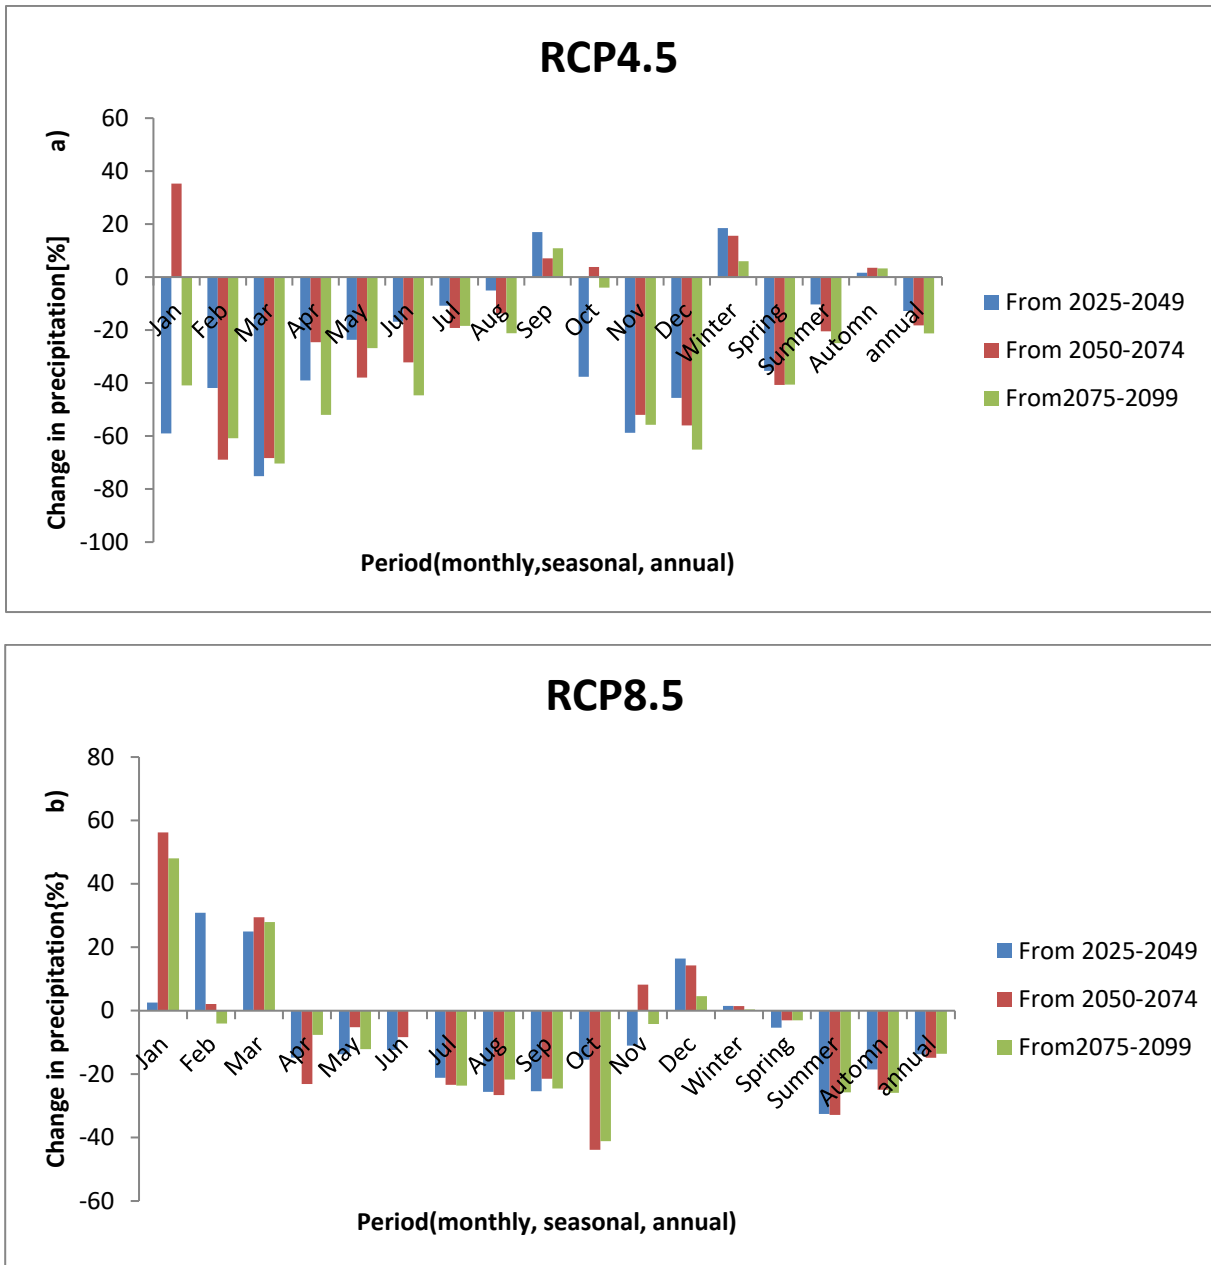 RCP4.5
a)
Change in precipitation[%]
60
40
20
0
-20
-40
-60
-80
-100
Jan
Feb
Mar
Apr
May
Jun
Jul
Aug
Sep
Oct
Nov
Dec
Winter
Spring
Summer
Automn
annual
Period(monthly,seasonal, annual)
From 2025-2049
From 2050-2074
From2075-2099
RCP8.5
b)
Change in precipitation{%}
80
60
40
20
0
-20
-40
-60
Jan
Feb
Mar
Apr
May
Jun
Jul
Aug
Sep
Oct
Nov
Dec
Winter
Spring
Summer
Automn
annual
Period(monthly, seasonal, annual)
From 2025-2049
From 2050-2074
From2075-2099